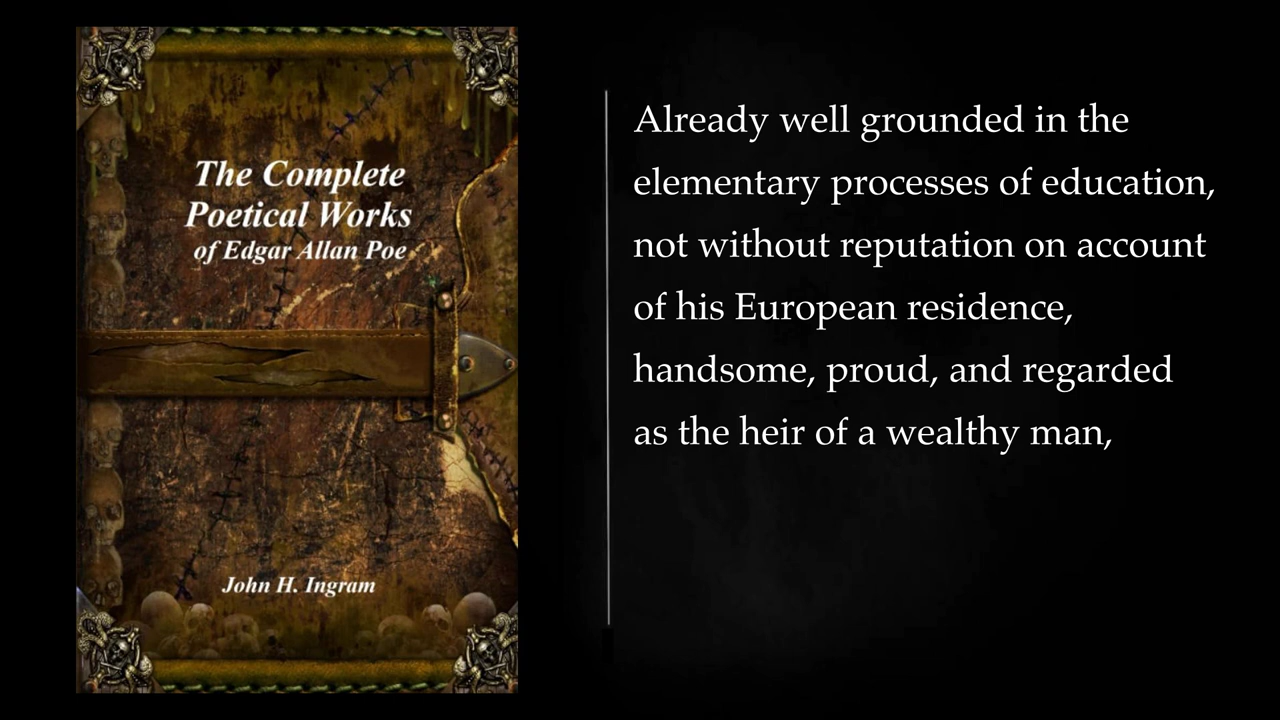 The Complete
Poetical Works
of Edgar Allan Poe
John H. Ingram
Already well grounded in the
elementary processes of education,
not without reputation on account
of his European residence,
handsome, proud, and regarded
as the heir of a wealthy man,